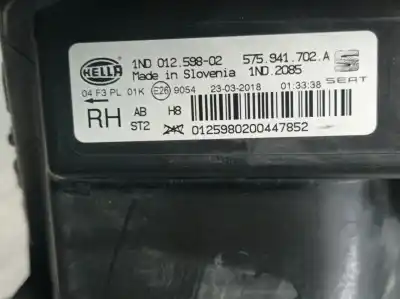 HELLA 1ND 012.598-02 575.941.702.A
Made in Slovenia 1ND.2085
SEAT
04 F3 PL 01K E26 9054 23-03-2018 01:33:38
RH AB H8
ST2 0125980200447852